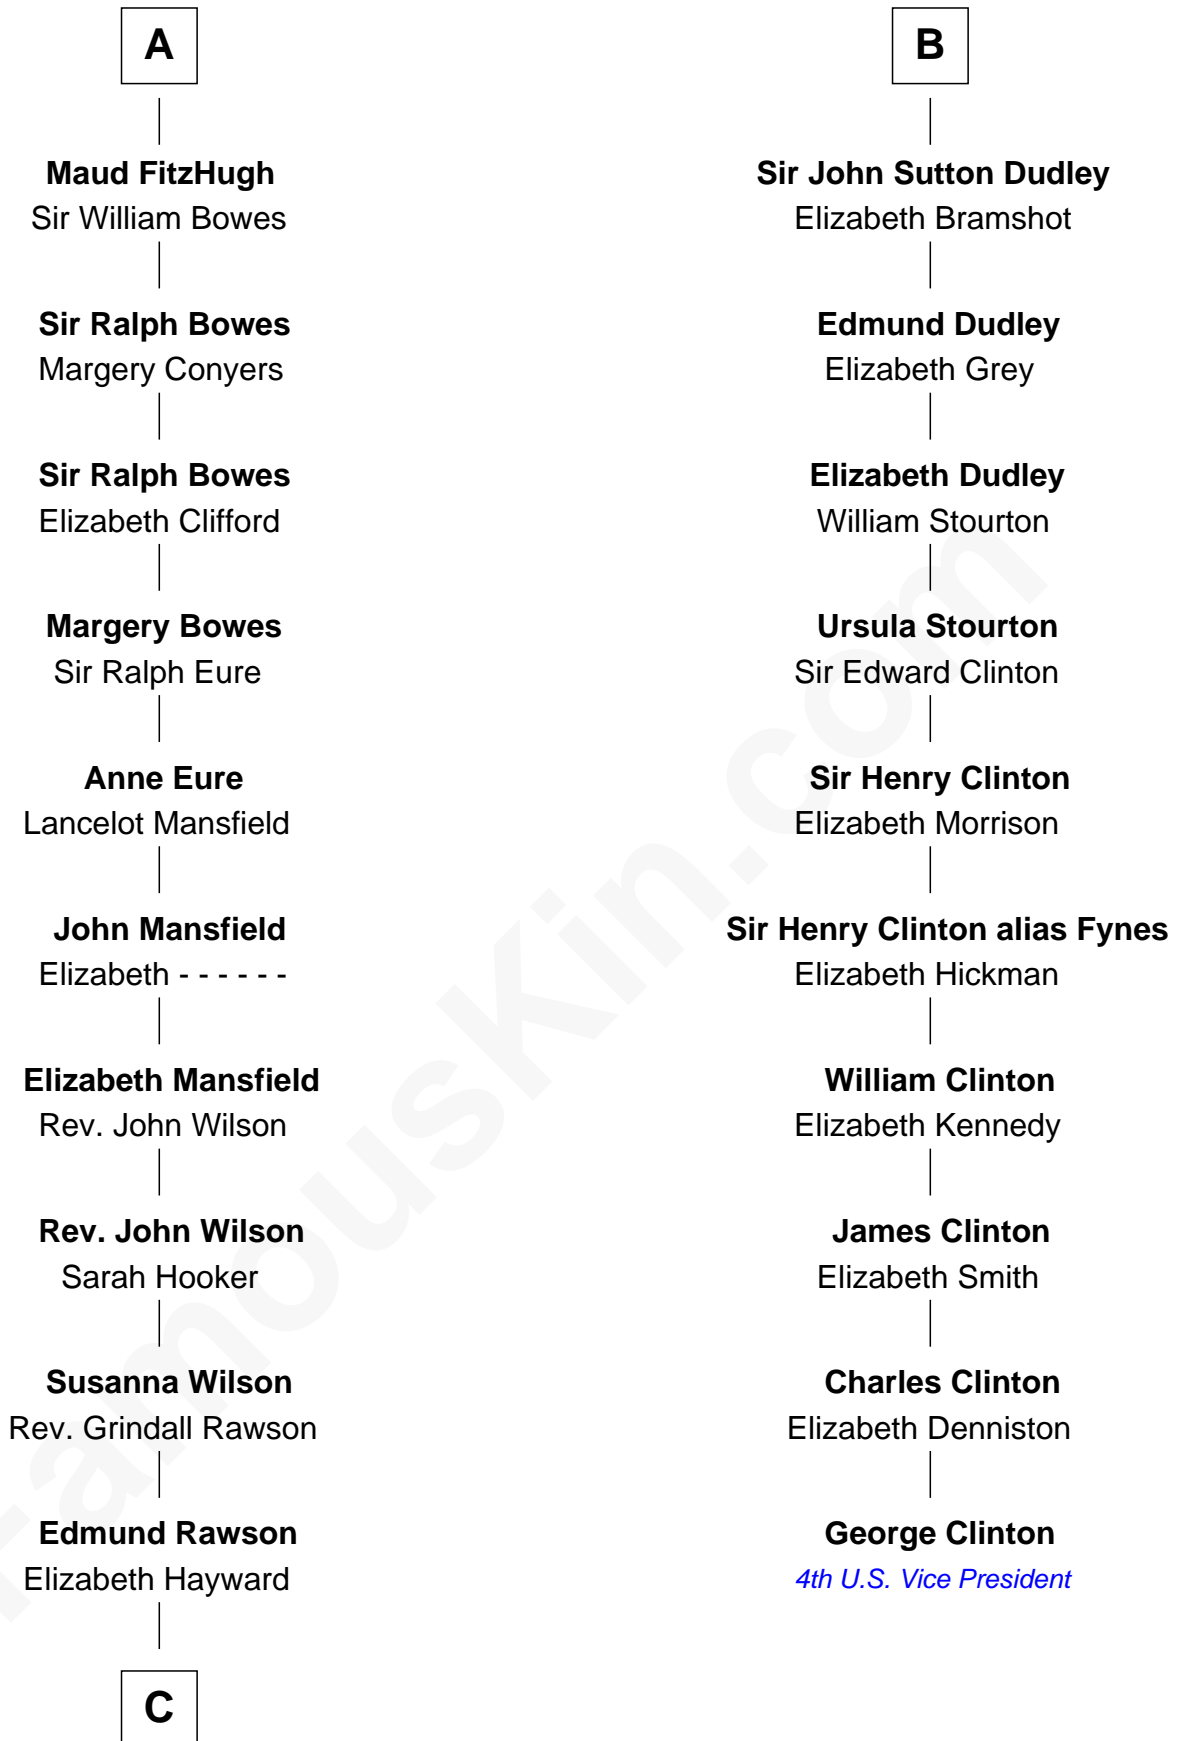 A
Maud FitzHugh
Sir William Bowes
Sir Ralph Bowes
Margery Conyers
Sir Ralph Bowes
Elizabeth Clifford
Margery Bowes
Sir Ralph Eure
Anne Eure
Lancelot Mansfield
John Mansfield
Elizabeth - - - - - -
Elizabeth Mansfield
Rev. John Wilson
Rev. John Wilson
Sarah Hooker
Susanna Wilson
Rev. Grindall Rawson
Edmund Rawson
Elizabeth Hayward
C
B
Sir John Sutton Dudley
Elizabeth Bramshot
Edmund Dudley
Elizabeth Grey
Elizabeth Dudley
William Stourton
Ursula Stourton
Sir Edward Clinton
Sir Henry Clinton
Elizabeth Morrison
Sir Henry Clinton alias Fynes
Elizabeth Hickman
William Clinton
Elizabeth Kennedy
James Clinton
Elizabeth Smith
Charles Clinton
Elizabeth Denniston
George Clinton
4th U.S. Vice President
FamousKin.com